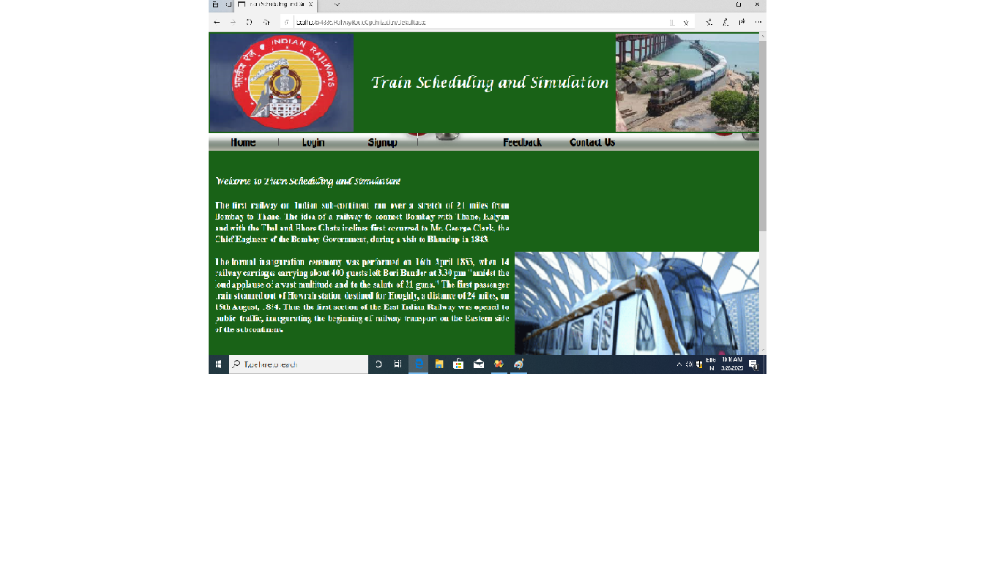 Train Scheduling and Si
INDIAN RAILWAYS
भारतीय रेल
Train Scheduling and Simulation
Home Login Signup Feedback Contact Us
Welcome to Train Scheduling and Simulation!
The first railway on Indian sub-continent ran over a stretch of 21 miles from
Bombay to Thane. The idea of a railway to connect Bombay with Thane, Kalyan
and with the Thal and Bhore Ghats inclines first occurred to Mr. George Clark, the
Chief Engineer of the Bombay Government, during a visit to Bhandup in 1843.
The formal inauguration ceremony was performed on 16th April 1853, when 14
railway carriages carrying about 400 guests left Bori Bunder at 3.30 pm "amidst the
loud applause of a vast multitude and to the salute of 21 guns." The first passenger
train steamed out of Howrah station destined for Hooghly, a distance of 24 miles, on
15th August, 1854. Thus the first section of the East Indian Railway was opened to
public traffic, inaugurating the beginning of railway transport on the Eastern side
of the subcontinent.
Type here to search
10:16 AM
IN
3/20/2020